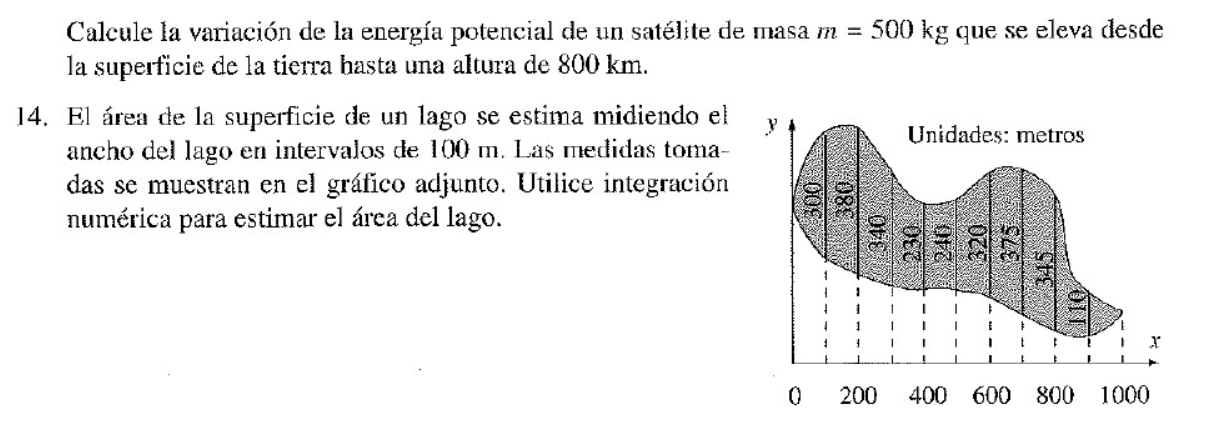 Calcule la variación de la energía potencial de un satélite de masa m = 500 kg que se eleva desde
la superficie de la tierra hasta una altura de 800 km.
14. El área de la superficie de un lago se estima midiendo el
ancho del lago en intervalos de 100 m. Las medidas toma-
das se muestran en el gráfico adjunto. Utilice integración
numérica para estimar el área del lago.
y
Unidades: metros
300
380
340
230
240
320
375
345
110
x
0 200 400 600 800 1000